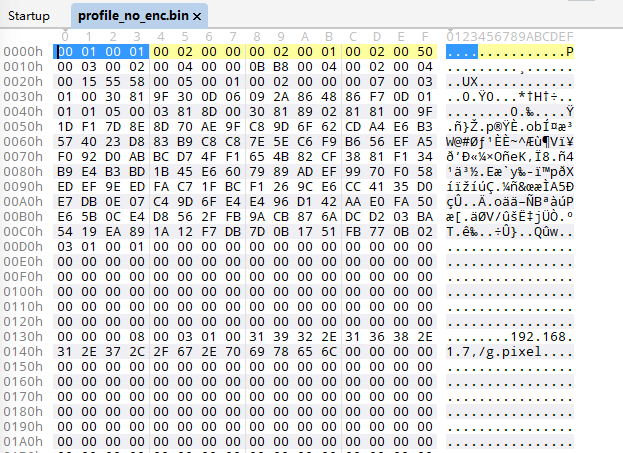 Startup profile_no_enc.bin ×
0 1 2 3 4 5 6 7 8 9 A B C D E F 0123456789ABCDEF
0000h 00 01 00 01 00 02 00 00 00 02 00 01 00 02 00 50 ...............P
0010h 00 03 00 02 00 04 00 00 0B B8 00 04 00 02 00 04 .........¸......
0020h 00 15 55 58 00 05 00 01 00 02 00 00 00 07 00 03 ..UX............
0030h 01 00 30 81 9F 30 0D 06 09 2A 86 48 86 F7 0D 01 ..0.Ÿ0...*†H†÷..
0040h 01 01 05 00 03 81 8D 00 30 81 89 02 81 81 00 9F ........0.‰....Ÿ
0050h 1D F1 7D 8E 8D 70 AE 9F C8 9D 6F 62 CD A4 E6 B3 .ñ}Ž.p®ŸÈ.obÍ¤æ³
0060h 57 40 23 D8 83 B9 C8 C8 7E 5E C6 F9 B6 56 EF A5 W@#Øƒ¹ÈÈ~^Æù¶Vï¥
0070h F0 92 D0 AB BC D7 4F F1 65 4B 82 CF 38 81 F1 34 ð’Ð«¼×OñeK‚Ï8.ñ4
0080h B9 E4 B3 BD 1B 45 E6 60 79 89 AD EF 99 70 F0 58 ¹ä³½.Eæ`y‰-ï™pðX
0090h ED EF 9E ED FA C7 1F BC F1 26 9C E6 CC 41 35 D0 íïžíúÇ.¼ñ&œæÌA5Ð
00A0h E7 DB 0E 07 C4 9D 6F E4 E4 96 D1 42 AA E0 FA 50 çÛ..Ä.oää–ÑBªàúP
00B0h E6 5B 0C E4 D8 56 2F FB 9A CB 87 6A DC D2 03 BA æ[.äØV/ûšË‡jÜÒ.º
00C0h 54 19 EA 89 1A 12 F7 DB 7D 0B 17 51 FB 77 0B 02 T.ê‰..÷Û}..Qûw..
00D0h 03 01 00 01 00 00 00 00 00 00 00 00 00 00 00 00 ................
00E0h 00 00 00 00 00 00 00 00 00 00 00 00 00 00 00 00 ................
00F0h 00 00 00 00 00 00 00 00 00 00 00 00 00 00 00 00 ................
0100h 00 00 00 00 00 00 00 00 00 00 00 00 00 00 00 00 ................
0110h 00 00 00 00 00 00 00 00 00 00 00 00 00 00 00 00 ................
0120h 00 00 00 00 00 00 00 00 00 00 00 00 00 00 00 00 ................
0130h 00 00 00 08 00 03 01 00 31 39 32 2E 31 36 38 2E ........192.168.
0140h 31 2E 37 2C 2F 67 2E 70 69 78 65 6C 00 00 00 00 1.7,/g.pixel....
0150h 00 00 00 00 00 00 00 00 00 00 00 00 00 00 00 00 ................
0160h 00 00 00 00 00 00 00 00 00 00 00 00 00 00 00 00 ................
0170h 00 00 00 00 00 00 00 00 00 00 00 00 00 00 00 00 ................
0180h 00 00 00 00 00 00 00 00 00 00 00 00 00 00 00 00 ................
0190h 00 00 00 00 00 00 00 00 00 00 00 00 00 00 00 00 ................
01A0h 00 00 00 00 00 00 00 00 00 00 00 00 00 00 00 00 ................